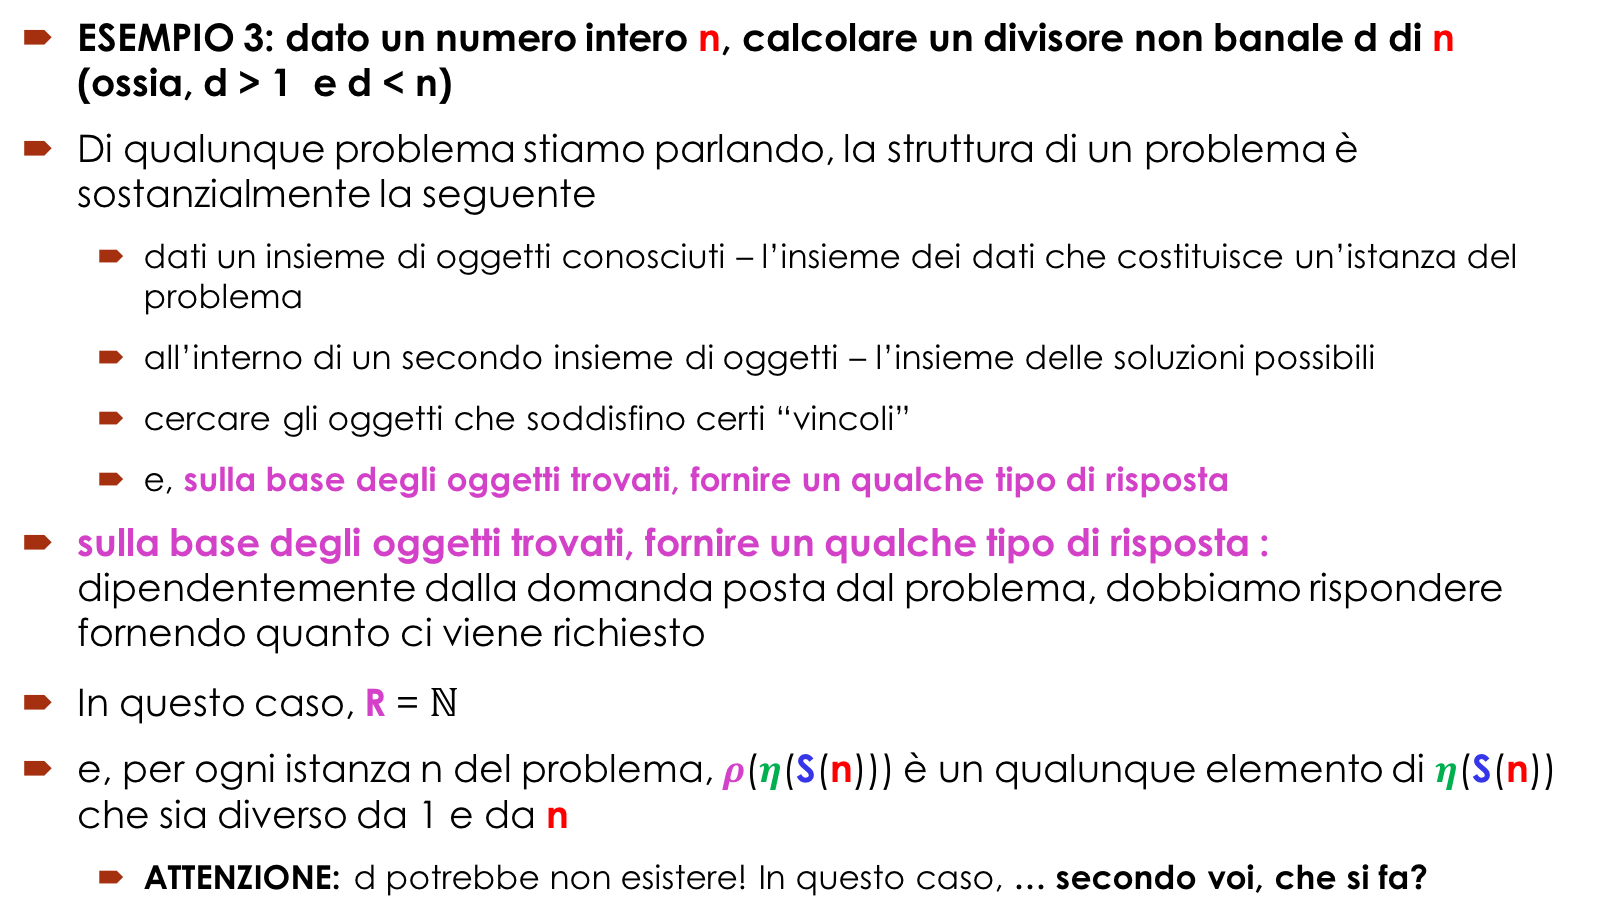 ESEMPIO 3: dato un numero intero n, calcolare un divisore non banale d di n
(ossia, d > 1 e d < n)
Di qualunque problema stiamo parlando, la struttura di un problema è
sostanzialmente la seguente
dati un insieme di oggetti conosciuti – l’insieme dei dati che costituisce un’istanza del
problema
all’interno di un secondo insieme di oggetti – l’insieme delle soluzioni possibili
cercare gli oggetti che soddisfino certi “vincoli”
e, sulla base degli oggetti trovati, fornire un qualche tipo di risposta
sulla base degli oggetti trovati, fornire un qualche tipo di risposta :
dipendentemente dalla domanda posta dal problema, dobbiamo rispondere
fornendo quanto ci viene richiesto
In questo caso, R = ℕ
e, per ogni istanza n del problema, ρ(η(S(n))) è un qualunque elemento di η(S(n))
che sia diverso da 1 e da n
ATTENZIONE: d potrebbe non esistere! In questo caso, … secondo voi, che si fa?